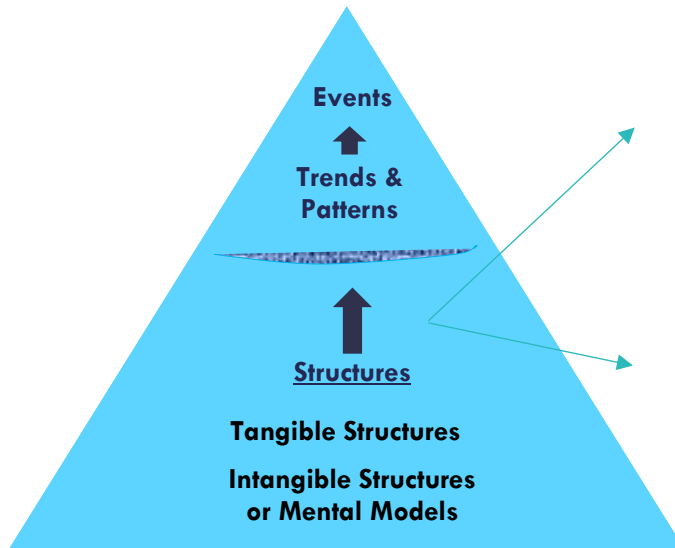 Events
Trends &
Patterns
Structures
Tangible Structures
Intangible Structures
or Mental Models